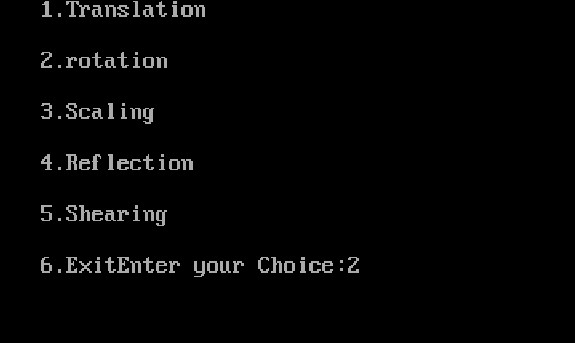 1.Translation
2.rotation
3.Scaling
4.Reflection
5.Shearing
6.ExitEnter your Choice:2